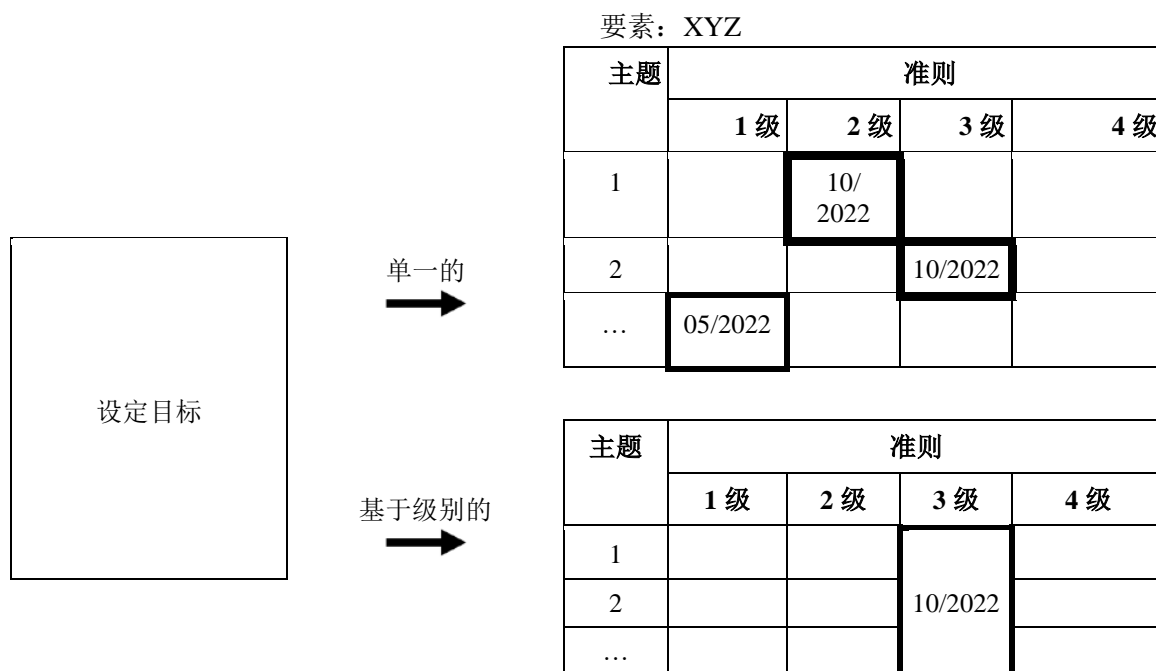 要素：XYZ
主题 准则
1 级 2 级 3 级 4 级
1 10/
2022
2 10/2022
… 05/2022
设定目标
单一的
基于级别的
主题 准则
1 级 2 级 3 级 4 级
1
2 10/2022
…